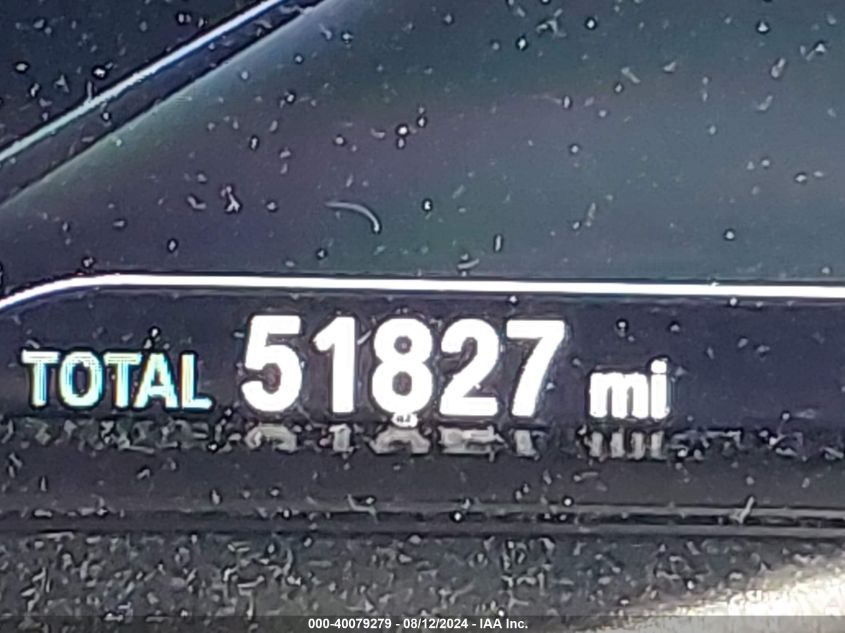 TOTAL 51827 mi
000-40079279 - 08/12/2024 - IAA Inc.